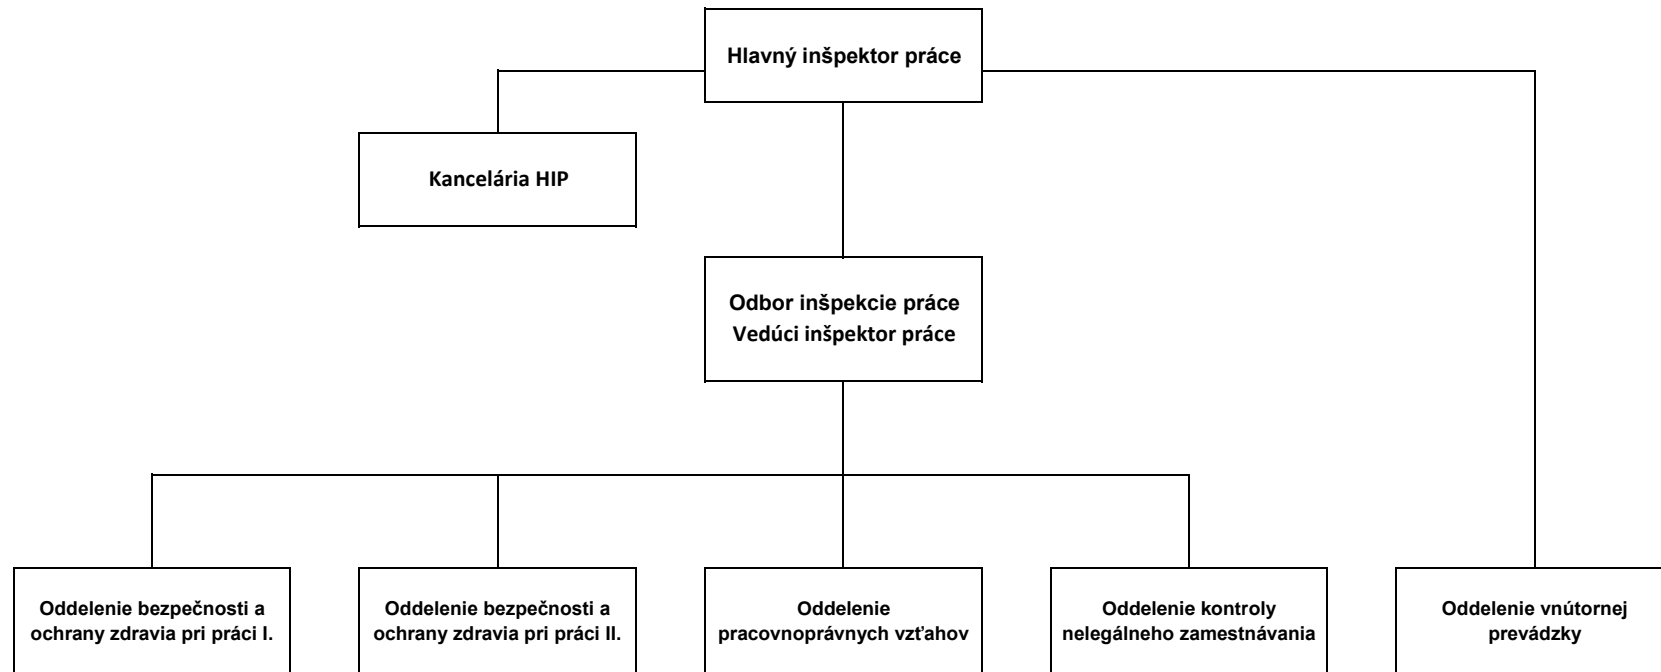 Hlavný inšpektor práce
Kancelária HIP
Odbor inšpekcie práce
Vedúci inšpektor práce
Oddelenie bezpečnosti a
ochrany zdravia pri práci I.
Oddelenie bezpečnosti a
ochrany zdravia pri práci II.
Oddelenie
pracovnoprávnych vzťahov
Oddelenie kontroly
nelegálneho zamestnávania
Oddelenie vnútornej
prevádzky